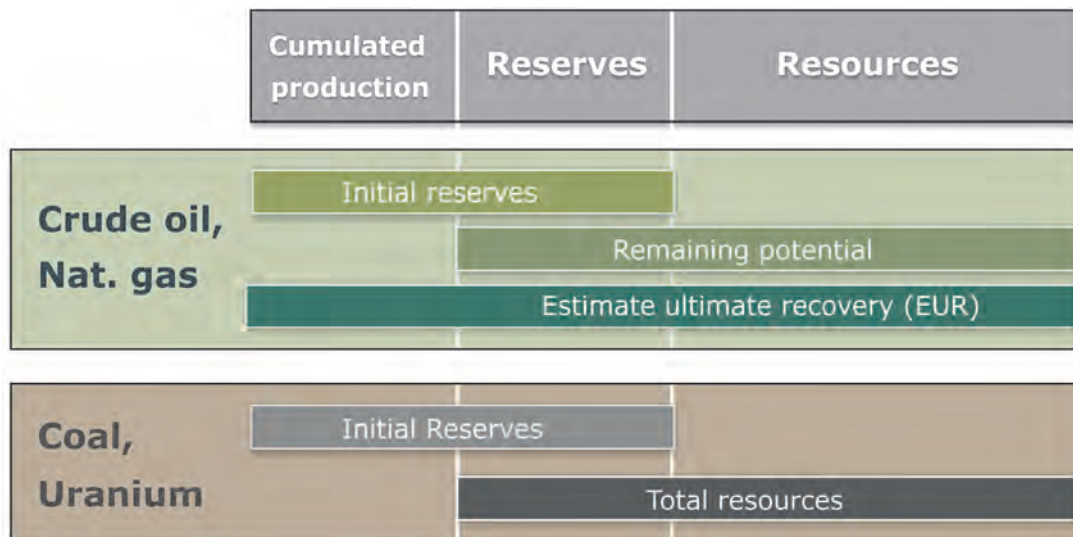 Cumulated
production
Reserves
Resources
Crude oil,
Nat. gas
Initial reserves
Remaining potential
Estimate ultimate recovery (EUR)
Coal,
Uranium
Initial Reserves
Total resources